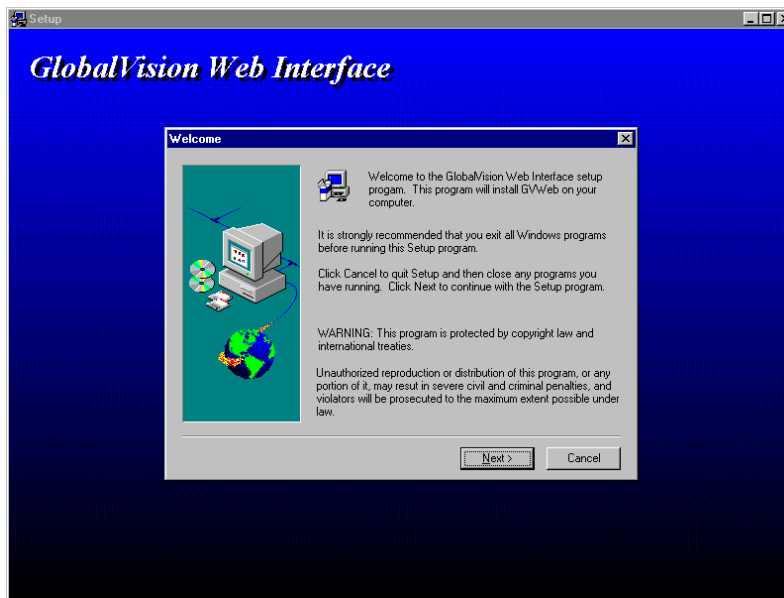 Setup
GlobalVision Web Interface
Welcome
Welcome to the GlobalVision Web Interface setup
progam.  This program will install GVWeb on your
computer.
It is strongly recommended that you exit all Windows programs
before running this Setup program.
Click Cancel to quit Setup and then close any programs you
have running.  Click Next to continue with the Setup program.
WARNING: This program is protected by copyright law and
international treaties.
Unauthorized reproduction or distribution of this program, or any
portion of it, may resut in severe civil and criminal penalties, and
violators will be prosecuted to the maximum extent possible under
law.
Next >
Cancel